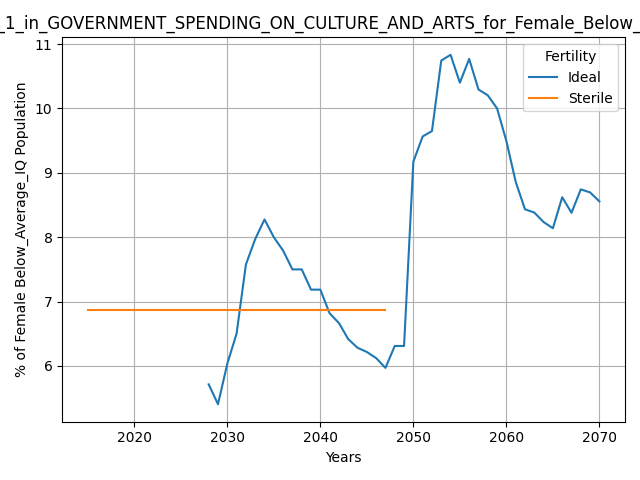 _1_in_GOVERNMENT_SPENDING_ON_CULTURE_AND_ARTS_for_Female_Below_
11
10
9
8
7
6
% of Female Below_Average_IQ Population
Fertility
Ideal
Sterile
2020 2030 2040 2050 2060 2070
Years